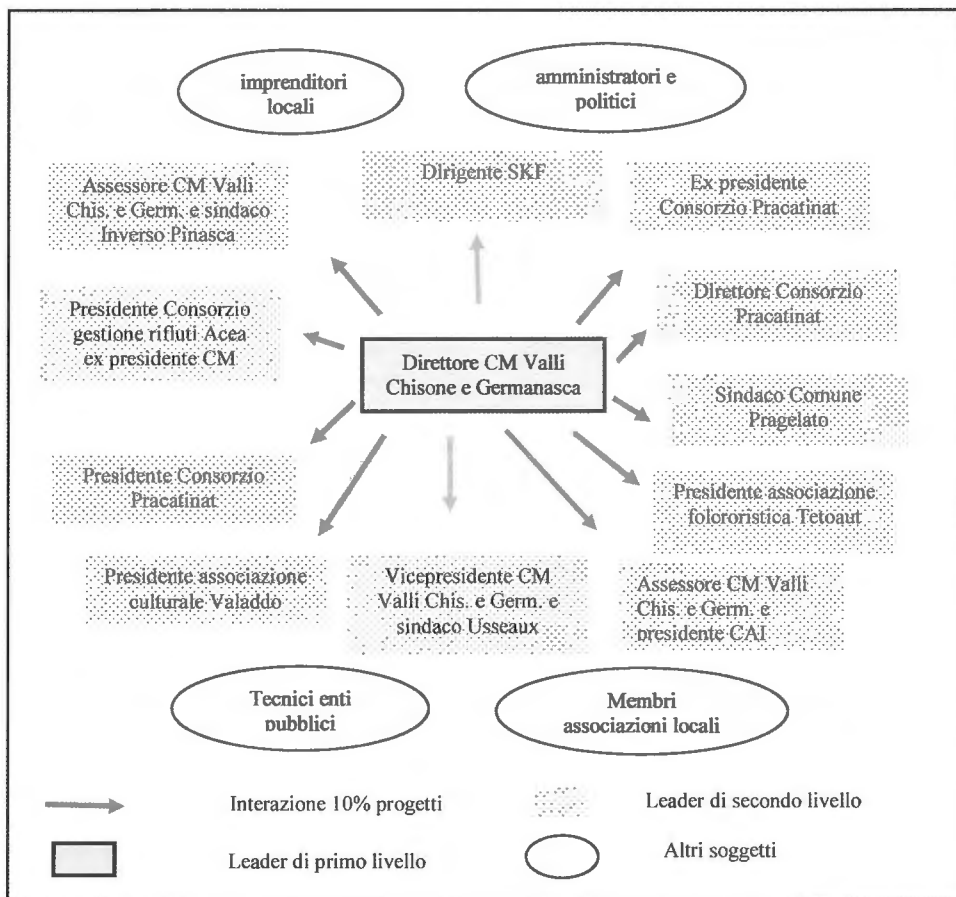 imprenditori
locali
amministratori e
politici
Assessore CM Valli
Chis. e Germ. e sindaco
Inverso Pinasca
Dirigente SKF
Ex presidente
Consorzio Pracatinat
Presidente Consorzio
gestione rifiuti Acea
ex presidente CM
Direttore Consorzio
Pracatinat
Direttore CM Valli
Chisone e Germanasca
Sindaco Comune
Pragelato
Presidente Consorzio
Pracatinat
Presidente associazione
folcroristica Tetoaut
Presidente associazione
culturale Valaddo
Vicepresidente CM
Valli Chis. e Germ. e
sindaco Usseaux
Assessore CM Valli
Chis. e Germ. e
presidente CAI
Tecnici enti
pubblici
Membri
associazioni locali
Interazione 10% progetti
Leader di secondo livello
Leader di primo livello
Altri soggetti